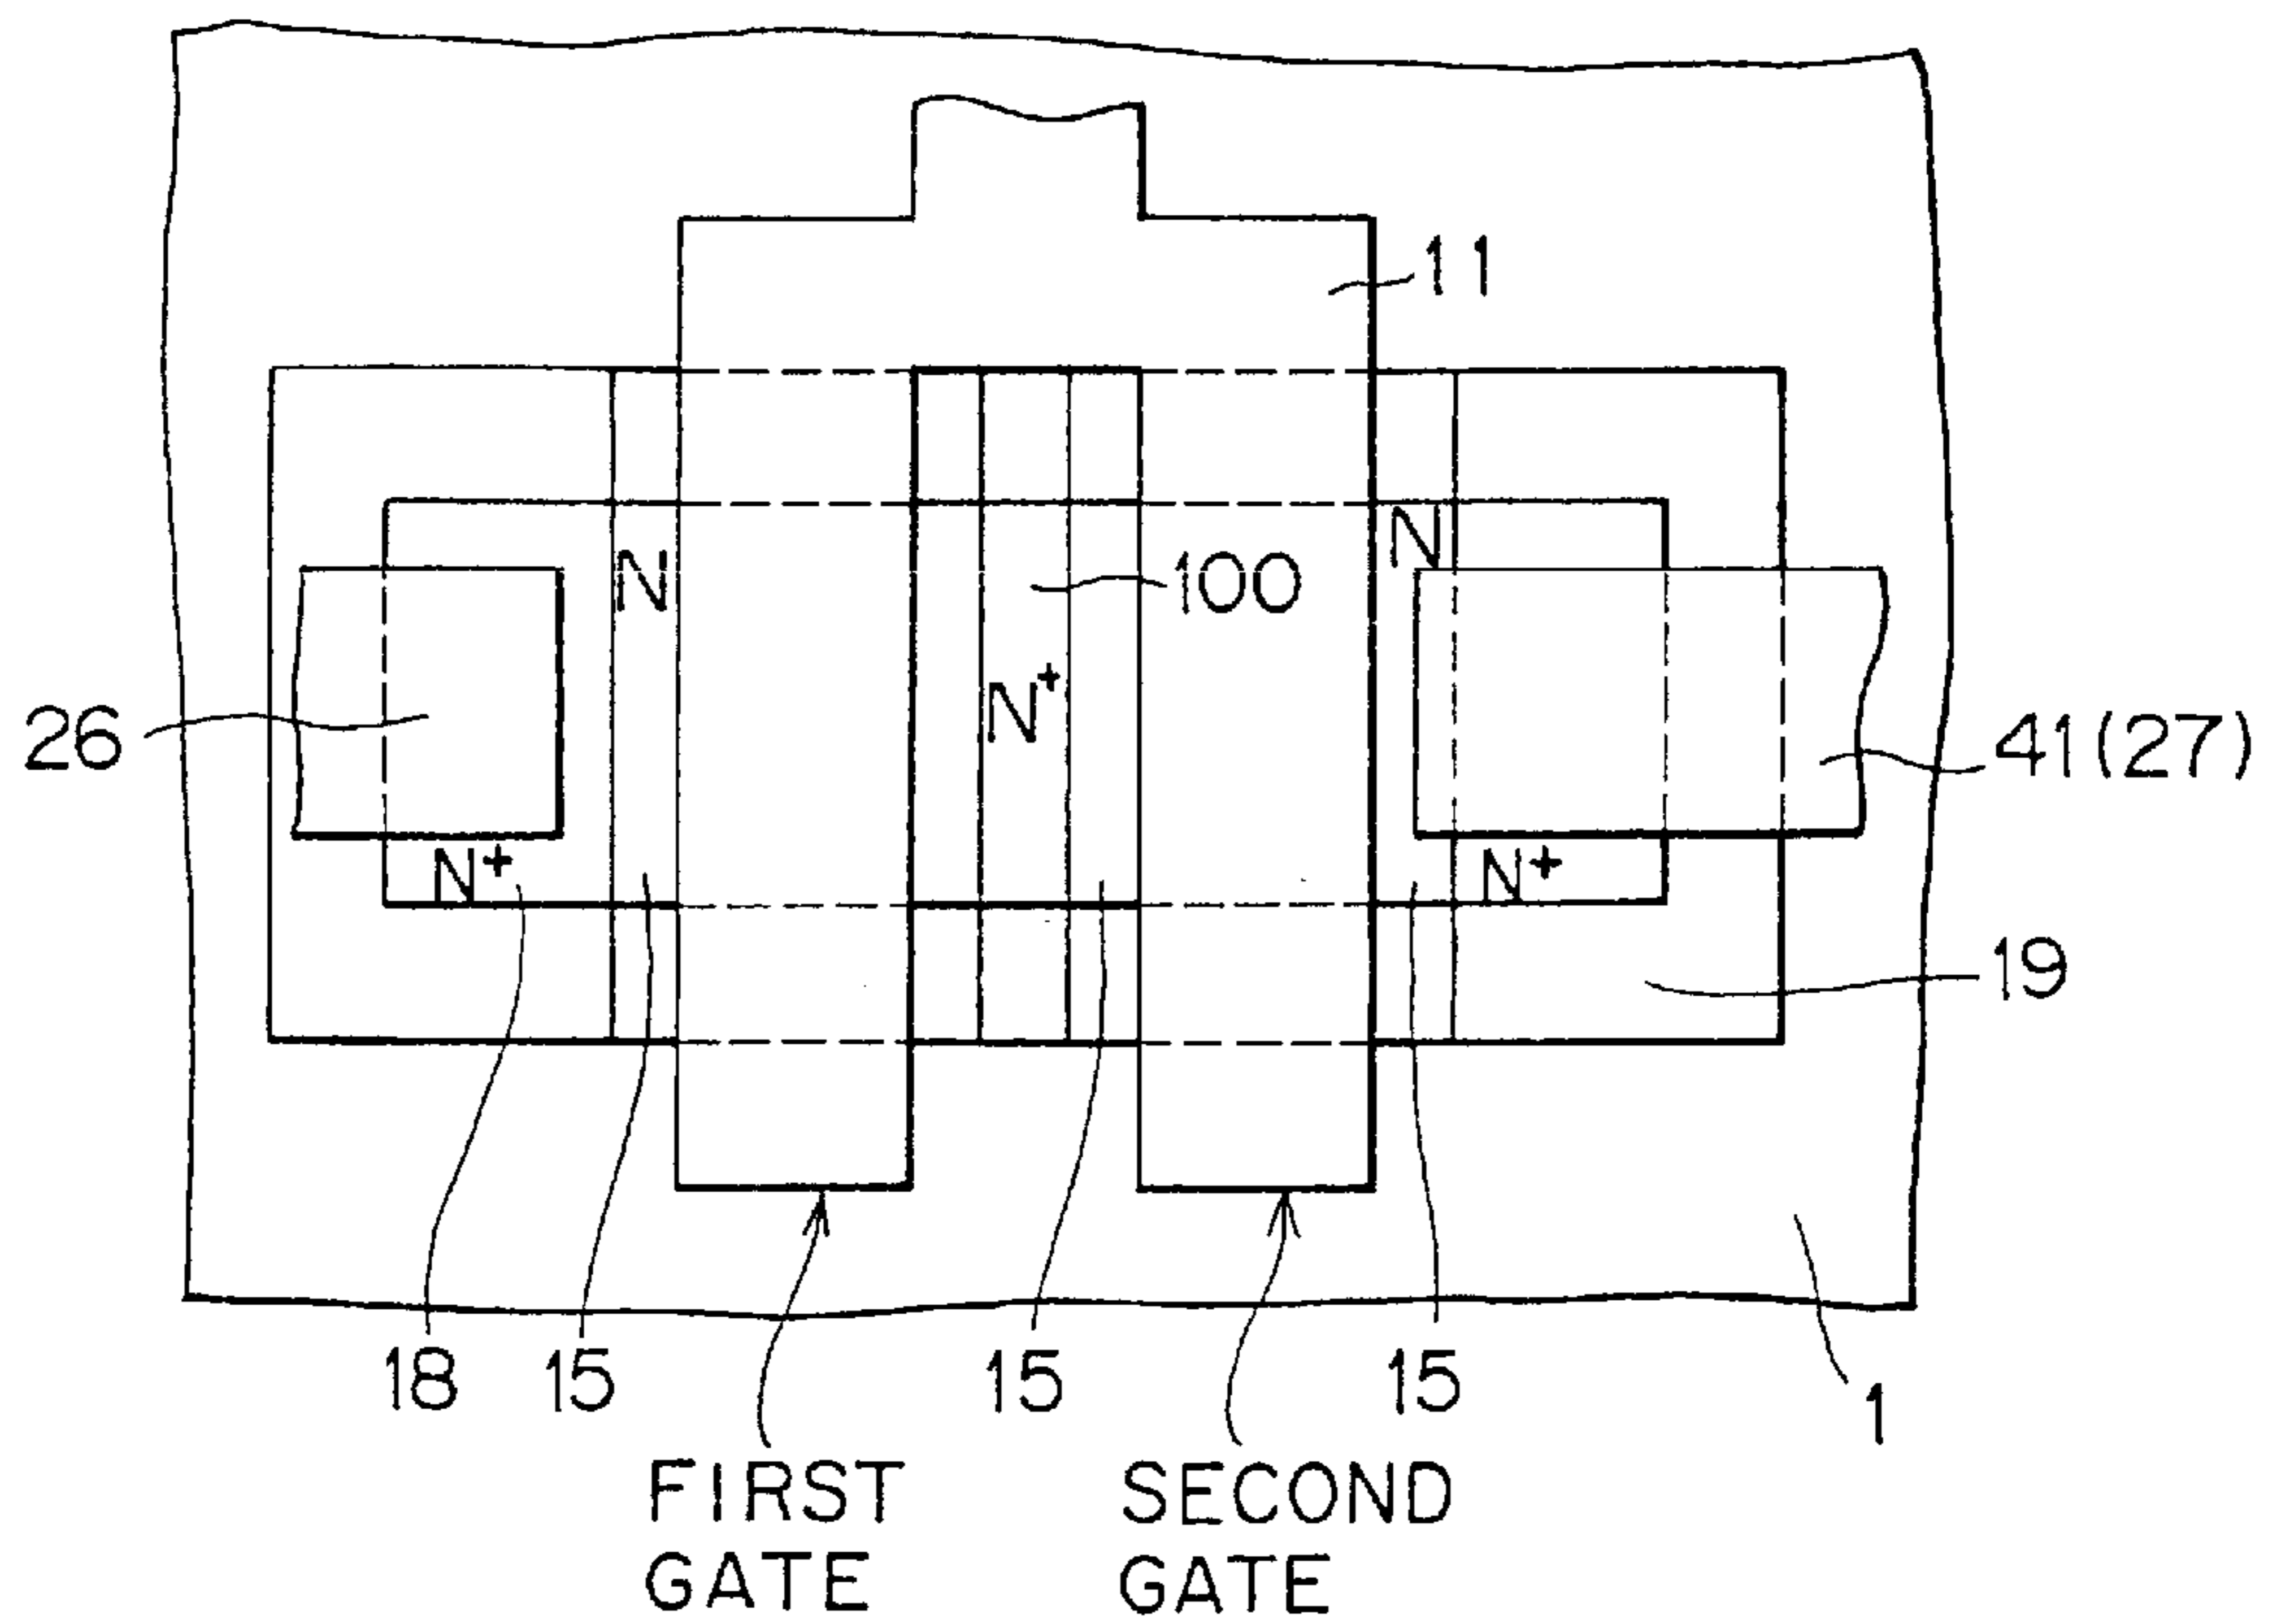 11
N
N
100
N+
26
41(27)
N+
N+
19
18
15
15
15
1
FIRST
GATE
SECOND
GATE